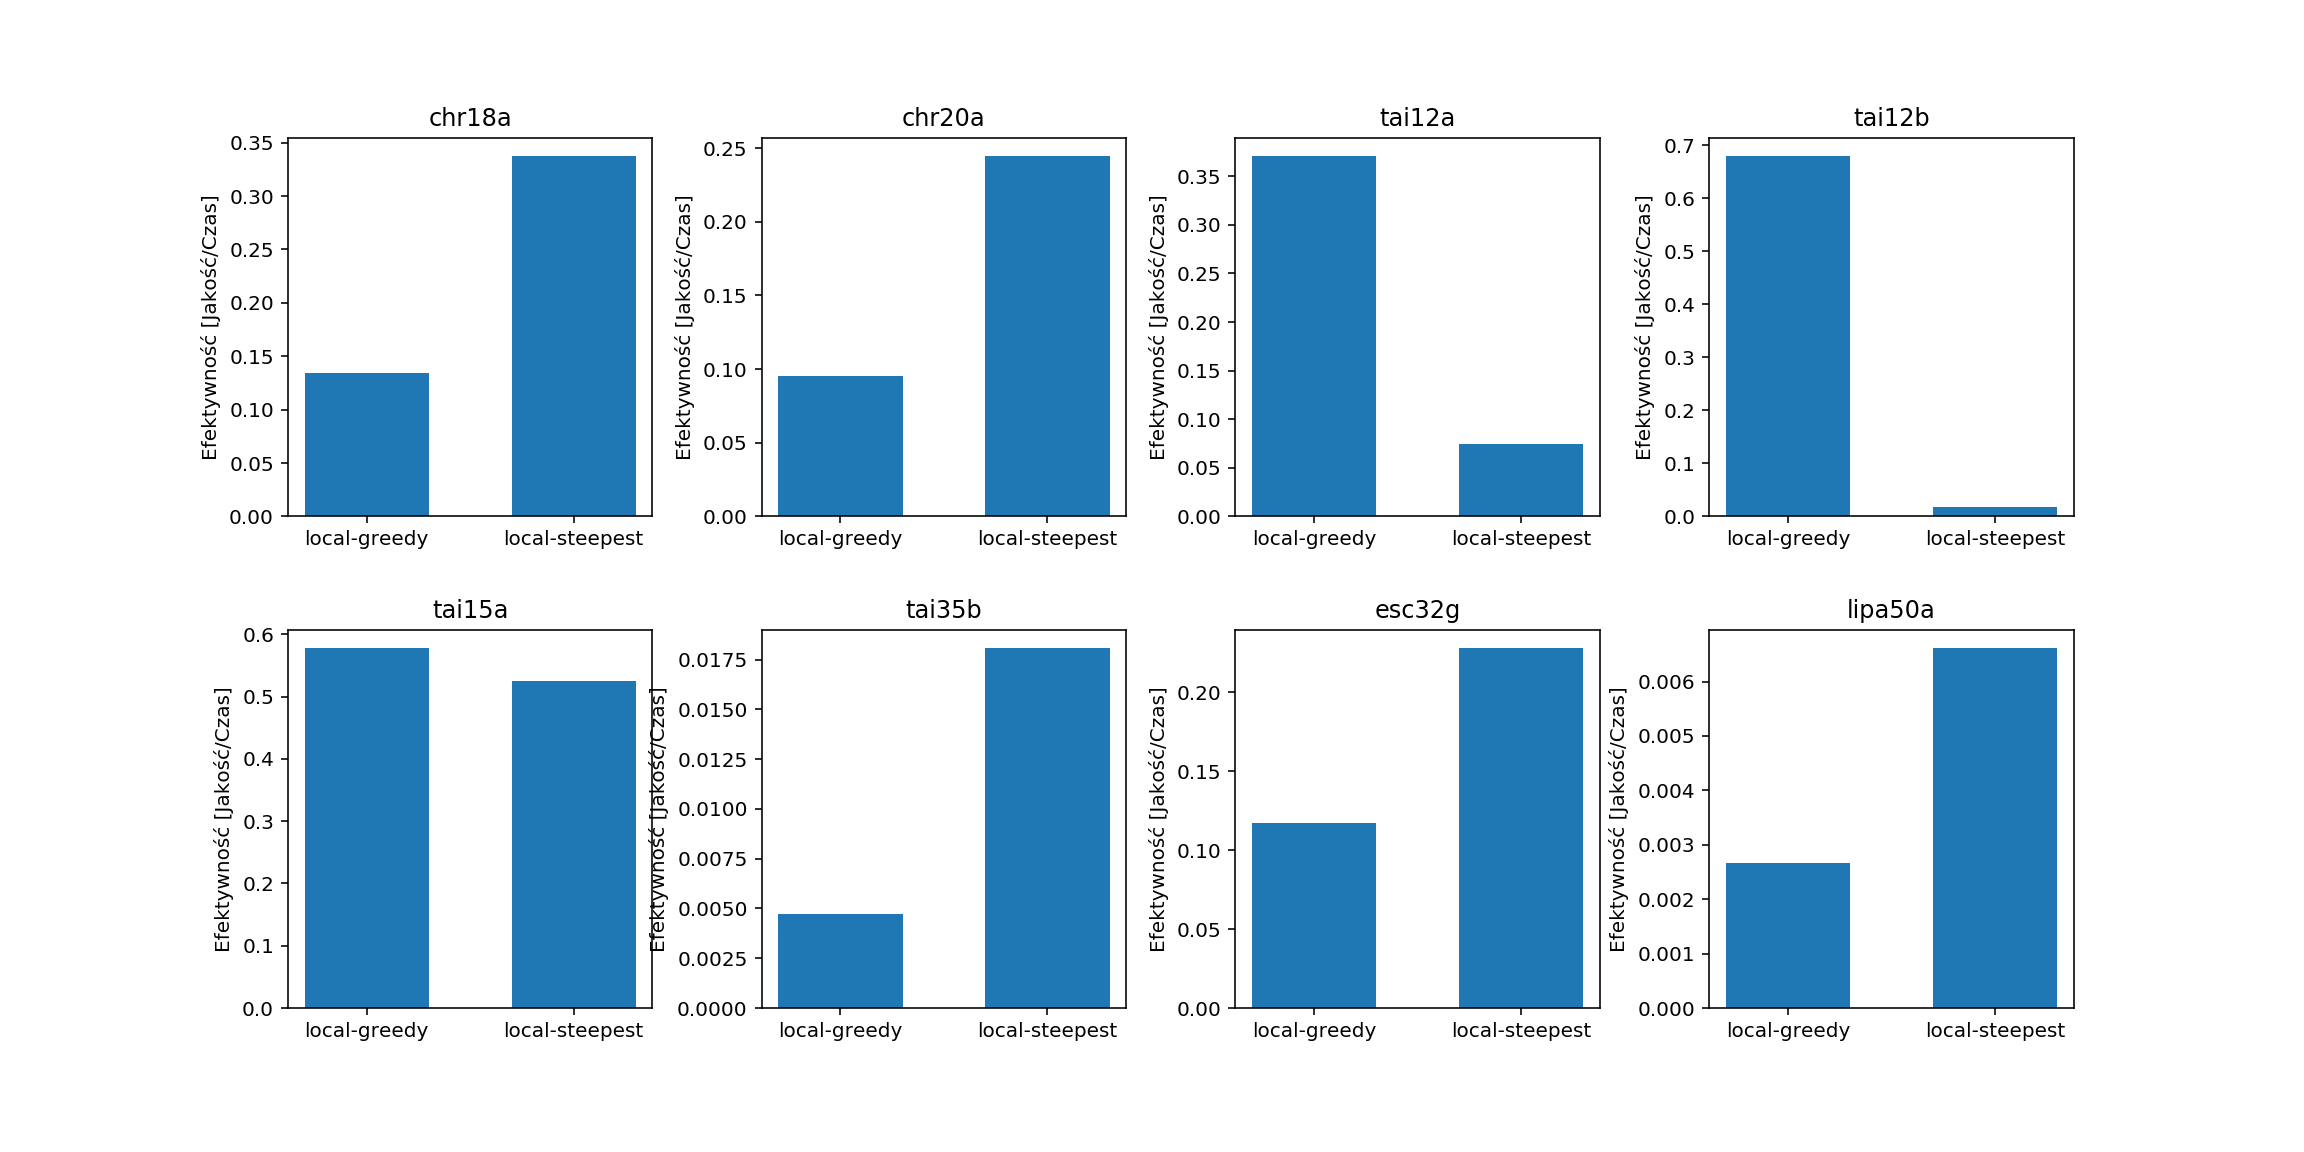 chr18a
Efektywność [Jakość/Czas]
0.35
0.30
0.25
0.20
0.15
0.10
0.05
0.00
local-greedy local-steepest
chr20a
Efektywność [Jakość/Czas]
0.25
0.20
0.15
0.10
0.05
0.00
local-greedy local-steepest
tai12a
Efektywność [Jakość/Czas]
0.35
0.30
0.25
0.20
0.15
0.10
0.05
0.00
local-greedy local-steepest
tai12b
Efektywność [Jakość/Czas]
0.7
0.6
0.5
0.4
0.3
0.2
0.1
0.0
local-greedy local-steepest
tai15a
Efektywność [Jakość/Czas]
0.6
0.5
0.4
0.3
0.2
0.1
0.0
local-greedy local-steepest
tai35b
Efektywność [Jakość/Czas]
0.0175
0.0150
0.0125
0.0100
0.0075
0.0050
0.0025
0.0000
local-greedy local-steepest
esc32g
Efektywność [Jakość/Czas]
0.20
0.15
0.10
0.05
0.00
local-greedy local-steepest
lipa50a
Efektywność [Jakość/Czas]
0.006
0.005
0.004
0.003
0.002
0.001
0.000
local-greedy local-steepest